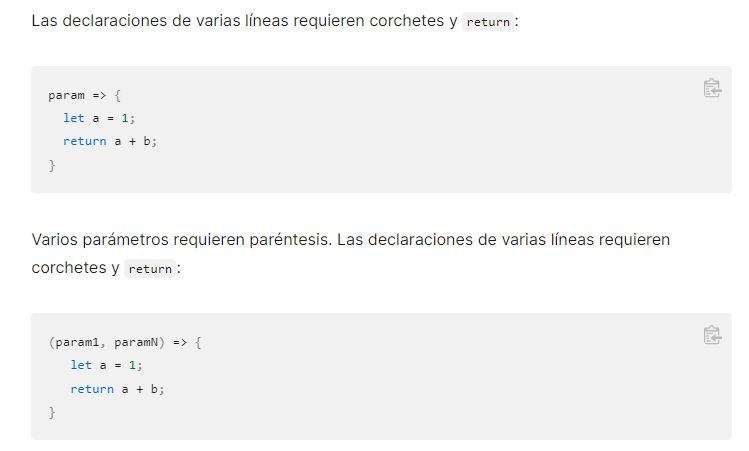 Las declaraciones de varias líneas requieren corchetes y return:
param => {
  let a = 1;
  return a + b;
}
Varios parámetros requieren paréntesis. Las declaraciones de varias líneas requieren
corchetes y return:
(param1, paramN) => {
   let a = 1;
   return a + b;
}